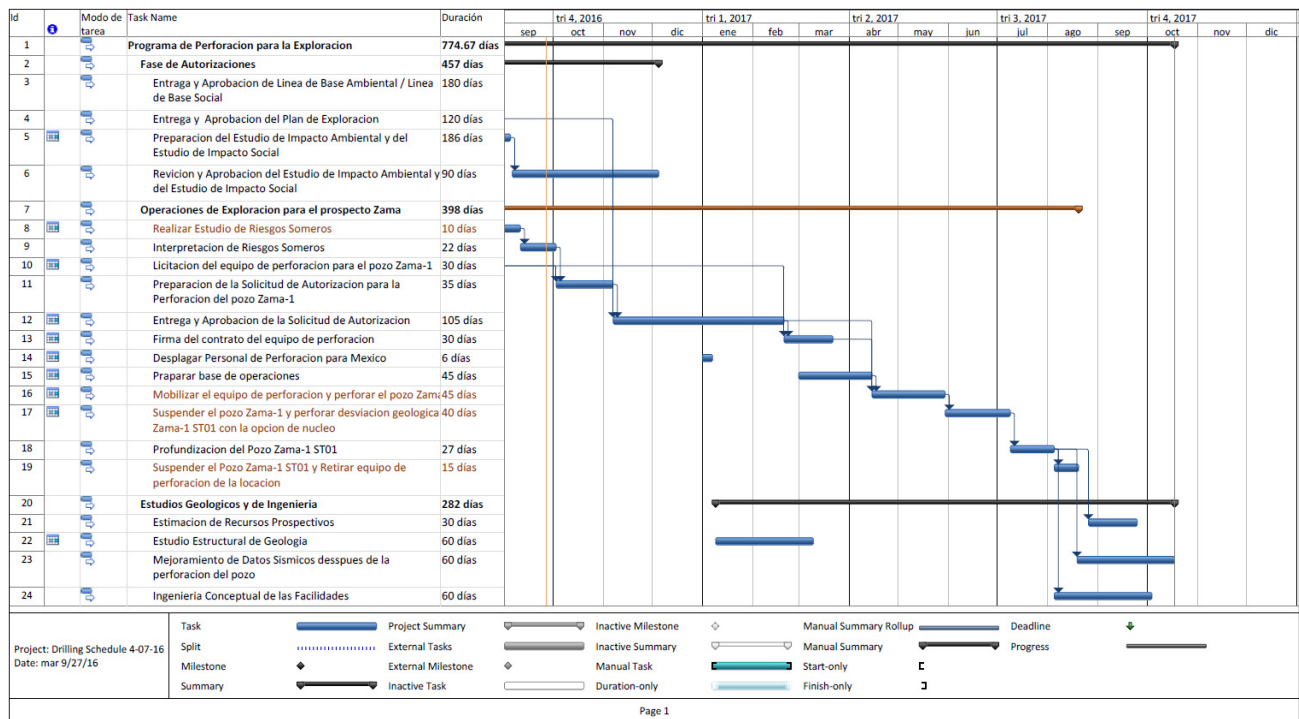 Id
Modo de tarea
Task Name
Duración
tri 4, 2016
tri 1, 2017
tri 2, 2017
tri 3, 2017
tri 4, 2017
sep oct nov dic ene feb mar abr may jun jul ago sep oct nov dic
1 Programa de Perforacion para la Exploracion 774.67 días
2 Fase de Autorizaciones 457 días
3 Entraga y Aprobacion de Linea de Base Ambiental / Linea 180 días
de Base Social
4 Entrega y Aprobacion del Plan de Exploracion 120 días
5 Preparacion del Estudio de Impacto Ambiental y del 186 días
Estudio de Impacto Social
6 Revicion y Aprobacion del Estudio de Impacto Ambiental y 90 días
del Estudio de Impacto Social
7 Operaciones de Exploracion para el prospecto Zama 398 días
8 Realizar Estudio de Riesgos Someros 10 días
9 Interpretacion de Riesgos Someros 22 días
10 Licitacion del equipo de perforacion para el pozo Zama-1 30 días
11 Preparacion de la Solicitud de Autorizacion para la 35 días
Perforacion del pozo Zama-1
12 Entrega y Aprobacion de la Solicitud de Autorizacion 105 días
13 Firma del contrato del equipo de perforacion 30 días
14 Desplagar Personal de Perforacion para Mexico 6 días
15 Praparar base de operaciones 45 días
16 Mobilizar el equipo de perforacion y perforar el pozo Zama 45 días
17 Suspender el pozo Zama-1 y perforar desviacion geologica 40 días
Zama-1 ST01 con la opcion de nucleo
18 Profundizacion del Pozo Zama-1 ST01 27 días
19 Suspender el Pozo Zama-1 ST01 y Retirar equipo de 15 días
perforacion de la locacion
20 Estudios Geologicos y de Ingenieria 282 días
21 Estimacion de Recursos Prospectivos 30 días
22 Estudio Estructural de Geologia 60 días
23 Mejoramiento de Datos Sismicos desspues de la 60 días
perforacion del pozo
24 Ingenieria Conceptual de las Facilidades 60 días
Project: Drilling Schedule 4-07-16
Date: mar 9/27/16
Task Project Summary Inactive Milestone Manual Summary Rollup Deadline
Split External Tasks Inactive Summary Manual Summary Progress
Milestone External Milestone Manual Task Start-only
Summary Inactive Task Duration-only Finish-only
Page 1